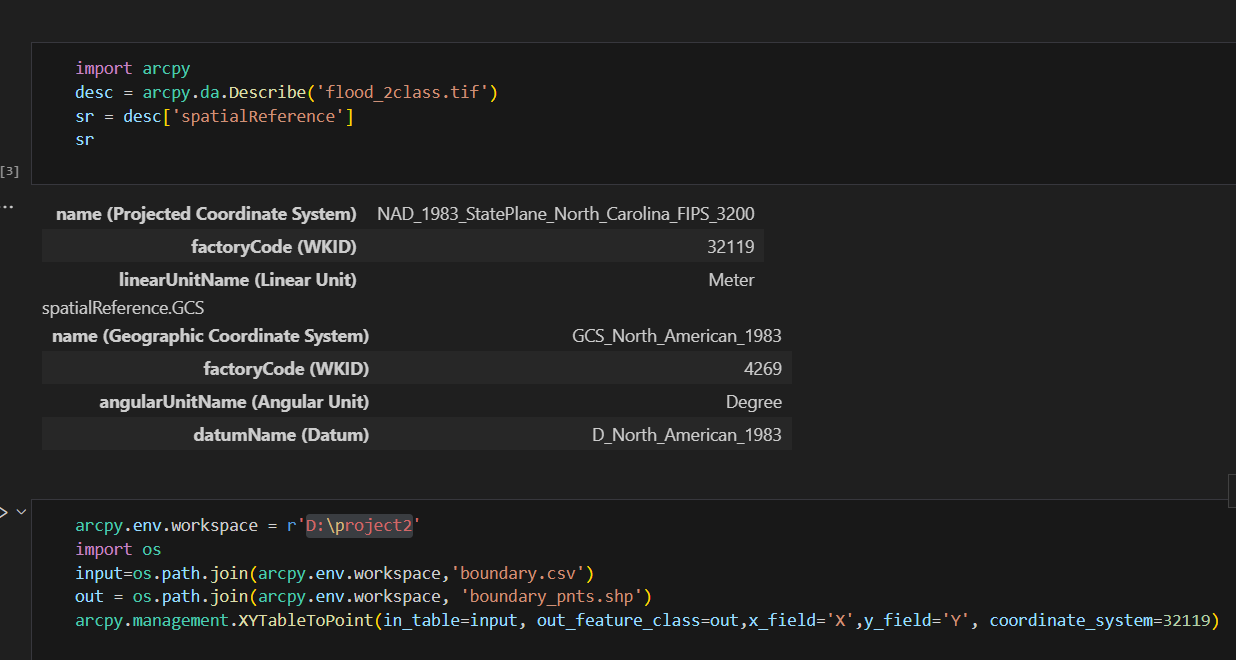 import arcpy
desc = arcpy.da.Describe('flood_2class.tif')
sr = desc['spatialReference']
sr
[3]
...
name (Projected Coordinate System) NAD_1983_StatePlane_North_Carolina_FIPS_3200
factoryCode (WKID) 32119
linearUnitName (Linear Unit) Meter
spatialReference.GCS
name (Geographic Coordinate System) GCS_North_American_1983
factoryCode (WKID) 4269
angularUnitName (Angular Unit) Degree
datumName (Datum) D_North_American_1983
arcpy.env.workspace = r'D:\project2'
import os
input=os.path.join(arcpy.env.workspace,'boundary.csv')
out = os.path.join(arcpy.env.workspace, 'boundary_pnts.shp')
arcpy.management.XYTableToPoint(in_table=input, out_feature_class=out,x_field='X',y_field='Y', coordinate_system=32119)